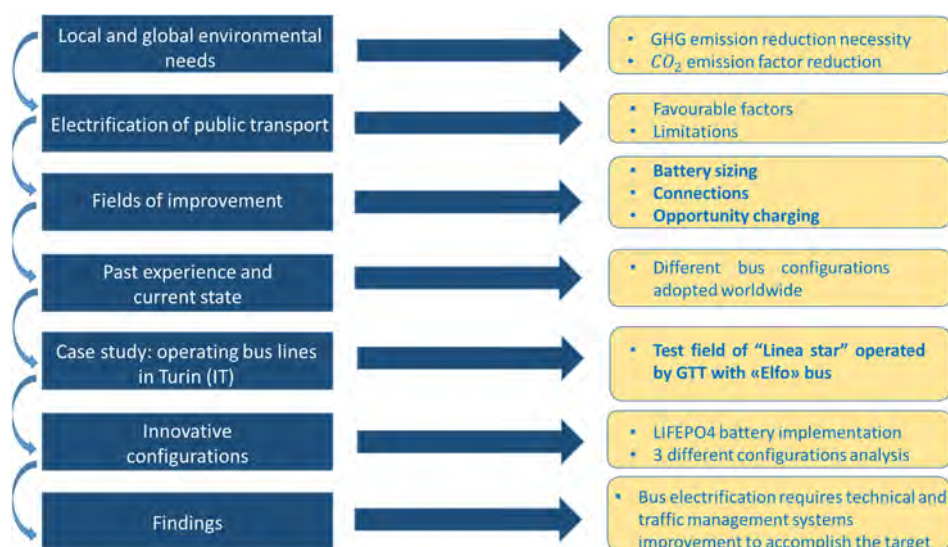 Local and global environmental
needs
• GHG emission reduction necessity
• CO₂ emission factor reduction
Electrification of public transport
• Favourable factors
• Limitations
Fields of improvement
• Battery sizing
• Connections
• Opportunity charging
Past experience and
current state
• Different bus configurations
adopted worldwide
Case study: operating bus lines
in Turin (IT)
• Test field of “Linea star” operated
by GTT with «Elfo» bus
Innovative
configurations
• LIFEPO4 battery implementation
• 3 different configurations analysis
Findings
• Bus electrification requires technical and
traffic management systems
improvement to accomplish the target